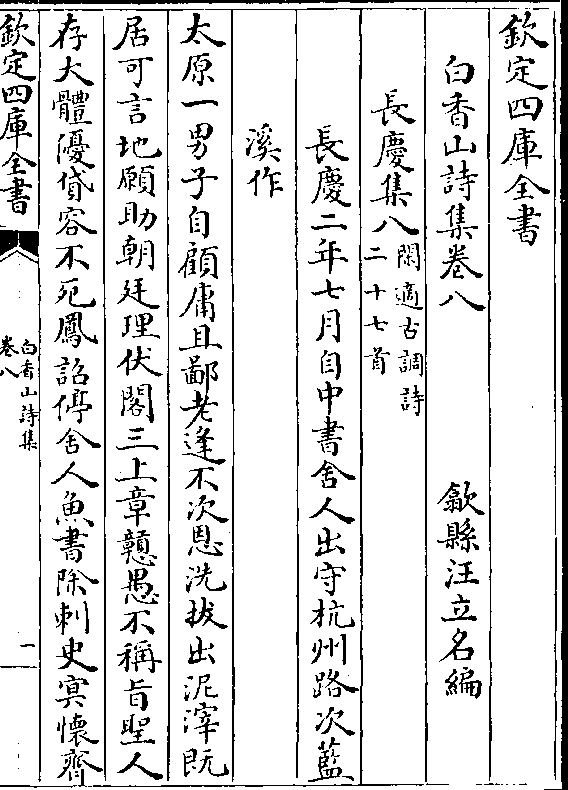 欽定四庫全書
白香山詩集卷八
歙縣汪立名編
長慶集八
閑適古調詩
二十七首
長慶二年七月自中書舍人出守杭州路次藍
溪作
太原一男子自顧庸且鄙老逢不次恩洗拔出泥滓既
居可言地願助朝廷理伏閤三上章戇愚不稱旨聖人
存大體優貸容不死鳳詔停舍人魚書除刺史冥懷齊
欽定四庫全書
白香山詩集
卷八
一